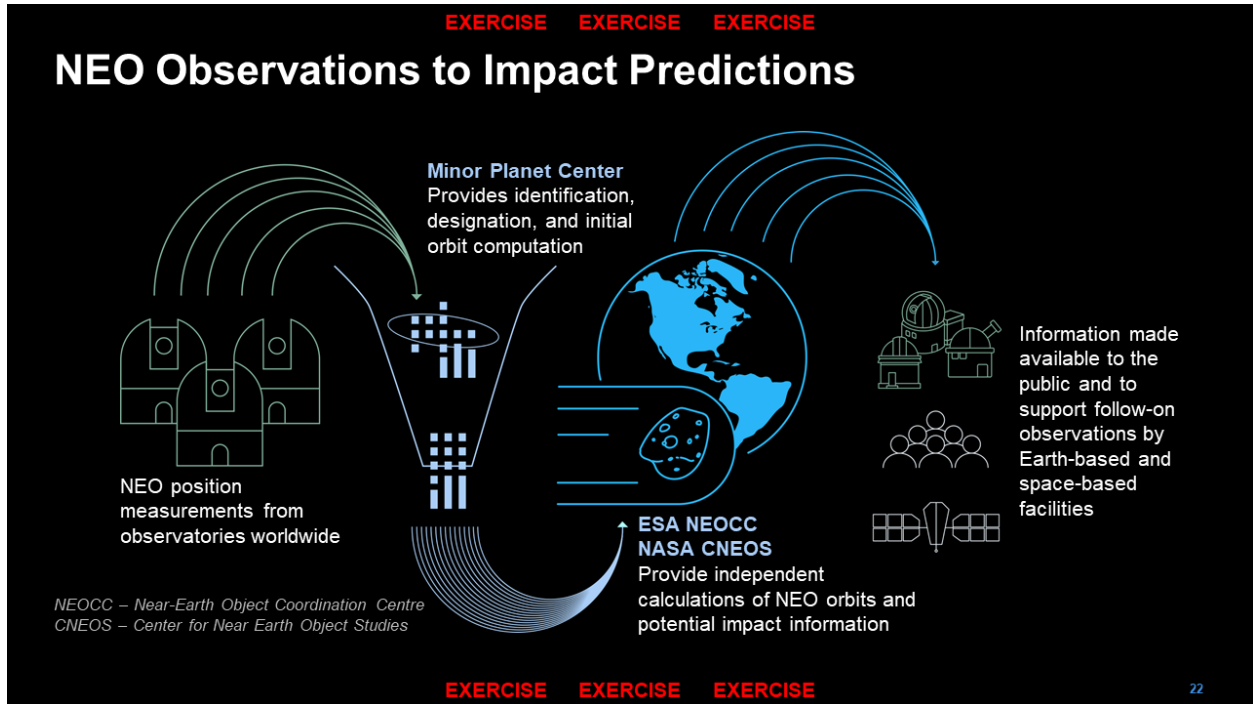 EXERCISE EXERCISE EXERCISE
NEO Observations to Impact Predictions
Minor Planet Center
Provides identification,
designation, and initial
orbit computation
NEO position
measurements from
observatories worldwide
ESA NEOCC
NASA CNEOS
Provide independent
calculations of NEO orbits and
potential impact information
Information made
available to the
public and to
support follow-on
observations by
Earth-based and
space-based
facilities
NEOCC – Near-Earth Object Coordination Centre
CNEOS – Center for Near Earth Object Studies
EXERCISE EXERCISE EXERCISE
22